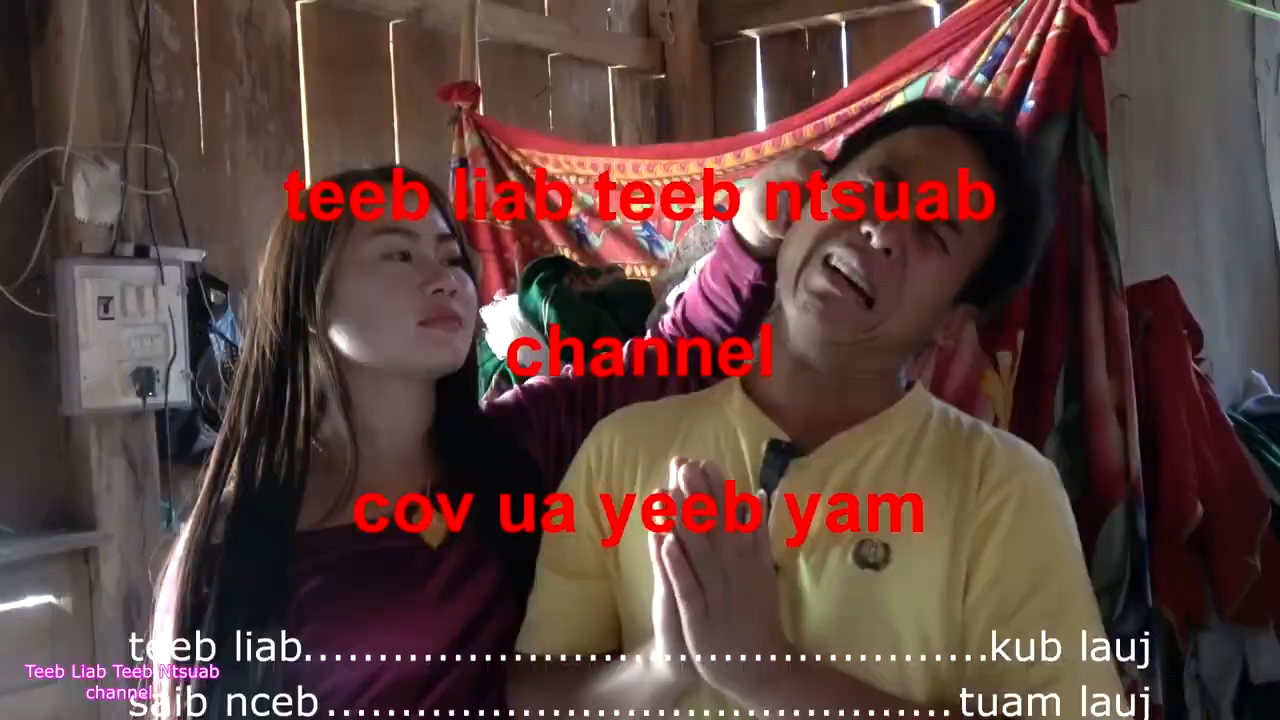 teeb liab teeb ntsuab
channel
cov ua yeeb yam
teeb liab......................................................kub lauj
Teeb Liab Teeb Ntsuab
channel
saib nceb...................................................tuam lauj